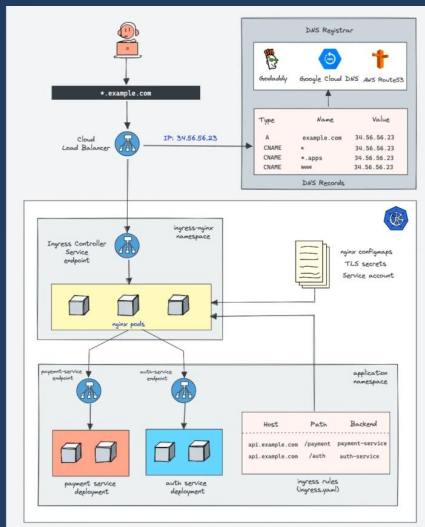 DNS Registrar
Godaddy
Google Cloud DNS
AWS Route53
*.example.com
Cloud
Load Balancer
IP: 34.56.56.23
Type Name Value
A example.com 34.56.56.23
CNAME * 34.56.56.23
CNAME *.apps 34.56.56.23
CNAME www 34.56.56.23
DNS Records
ingress-nginx
namespace
Ingress Controller
Service
endpoint
nginx configmaps
TLS secrets
Service account
nginx pods
payemt-service
endpoint
auth-service
endpoint
application
namespace
Host Path Backend
api.example.com /payment payment-service
api.example.com /auth auth-service
payment service
deployment
auth service
deployment
ingress rules
(ingress.yaml)